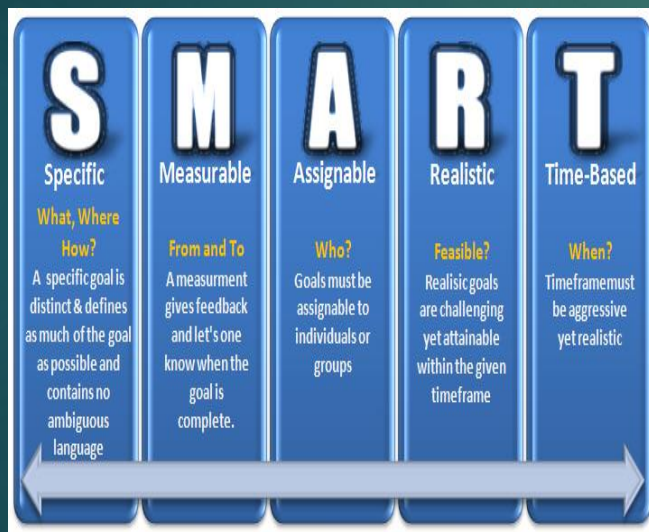 S
Specific
What, Where
How?
A specific goal is
distinct & defines
as much of the goal
as possible and
contains no
ambiguous
language
M
Measurable
From and To
A measurment
gives feedback
and let's one
know when the
goal is
complete.
A
Assignable
Who?
Goals must be
assignable to
individuals or
groups
R
Realistic
Feasible?
Realisic goals
are challenging
yet attainable
within the given
timeframe
T
Time-Based
When?
Timeframemust
be aggressive
yet realistic